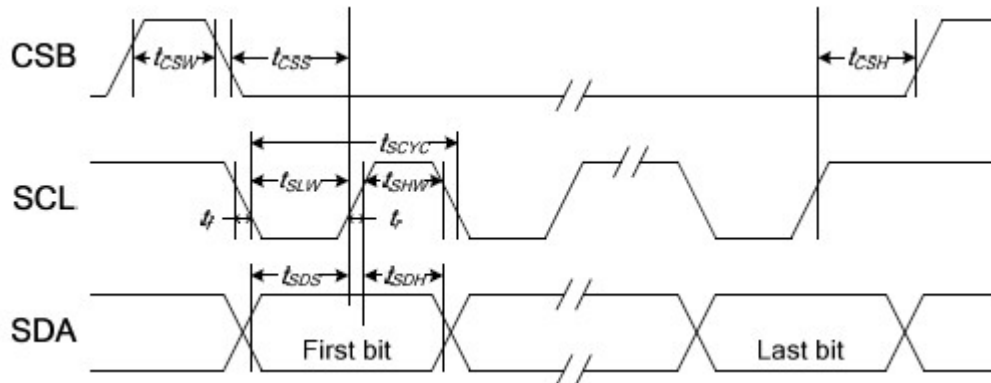 CSB
tCSW
tCSS
tCSH
tSCYC
SCL
tSLW
tSHW
tf
tr
tSDS
tSDH
SDA
First bit
Last bit